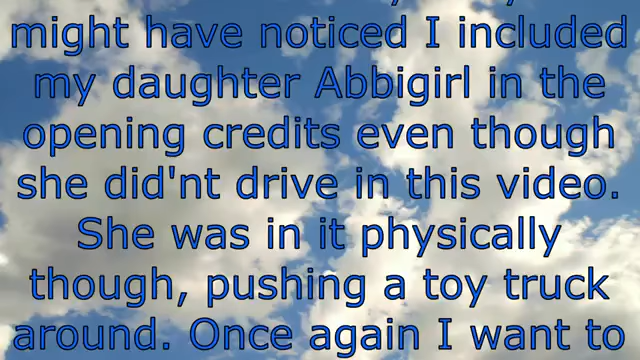 might have noticed I included
my daughter Abbigirl in the
opening credits even though
she did'nt drive in this video.
She was in it physically
though, pushing a toy truck
around. Once again I want to